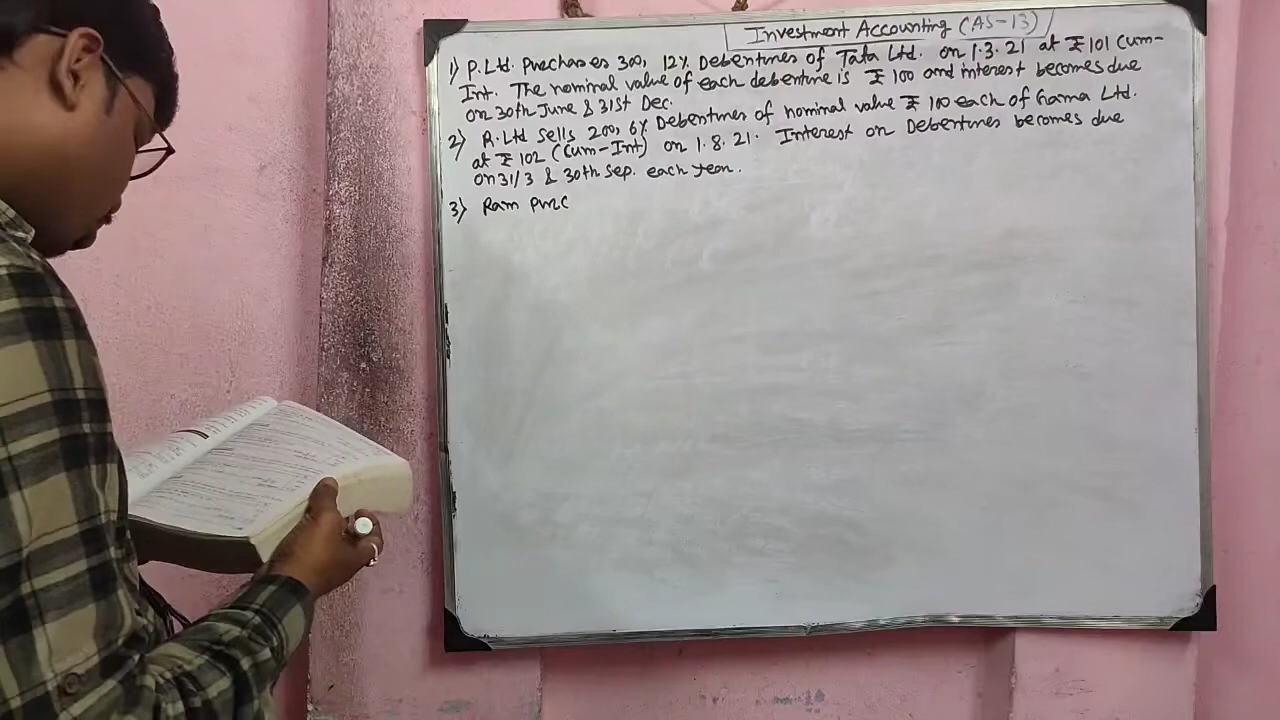 Investment Accounting (AS-13)
1) P. Ltd. Purchases 300, 12% Debentures of Tata Ltd. on 1.3.21 at ₹101 Cum-
Int. The nominal value of each debenture is ₹ 100 and interest becomes due
on 30th June & 31st Dec.
2) R. Ltd Sells 200, 6% Debentures of nominal value ₹ 100 each of Gama Ltd.
at ₹ 102 (Cum-Int) on 1.8.21. Interest on Debentures becomes due
on 31/3 & 30th Sep. each year.
3) Ram Purc